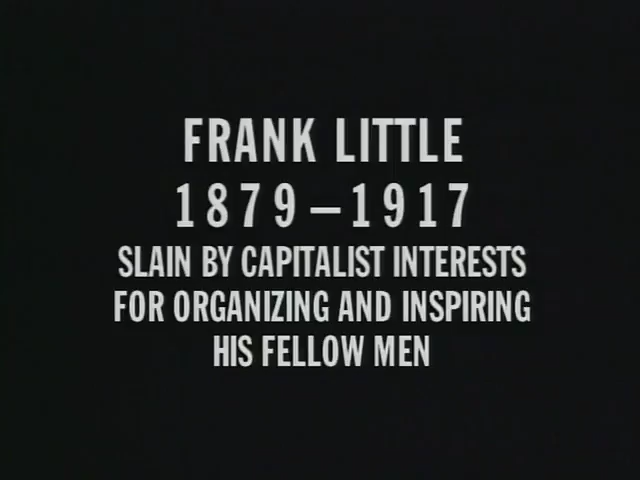 FRANK LITTLE
1879–1917
SLAIN BY CAPITALIST INTERESTS
FOR ORGANIZING AND INSPIRING
HIS FELLOW MEN